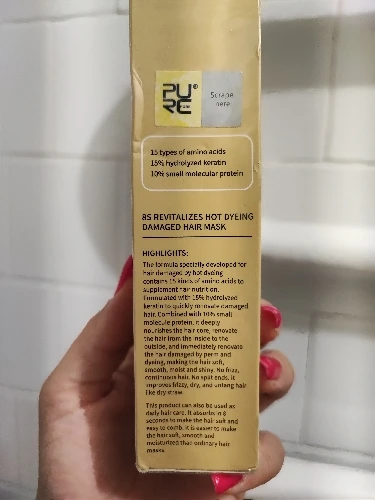 PU
RC
PURE
®
Scrape
here
15 types of amino acids
15% hydrolyzed keratin
10% small molecular protein
8S REVITALIZES HOT DYEING
DAMAGED HAIR MASK
HIGHLIGHTS:
The formula specially developed for
hair damaged by hot dyeing
contains 15 kinds of amino acids to
supplement hair nutrition.
Formulated with 15% hydrolyzed
keratin to quickly renovate damaged
hair. Combined with 10% small
molecule protein, it deeply
nourishes the hair core, renovate
the hair from the inside to the
outside, and immediately renovate
the hair damaged by perm and
dyeing, making the hair soft,
smooth, moist and shiny. No frizz,
continuous hair. No split ends, it
improves frizzy, dry, and untang hair
like dry straw.
This product can also be used as
daily hair care. It absorbs in 8
seconds to make the hair soft and
easy to comb. It is easier to make
the hair soft, smooth and
moisturized than ordinary hair
masks